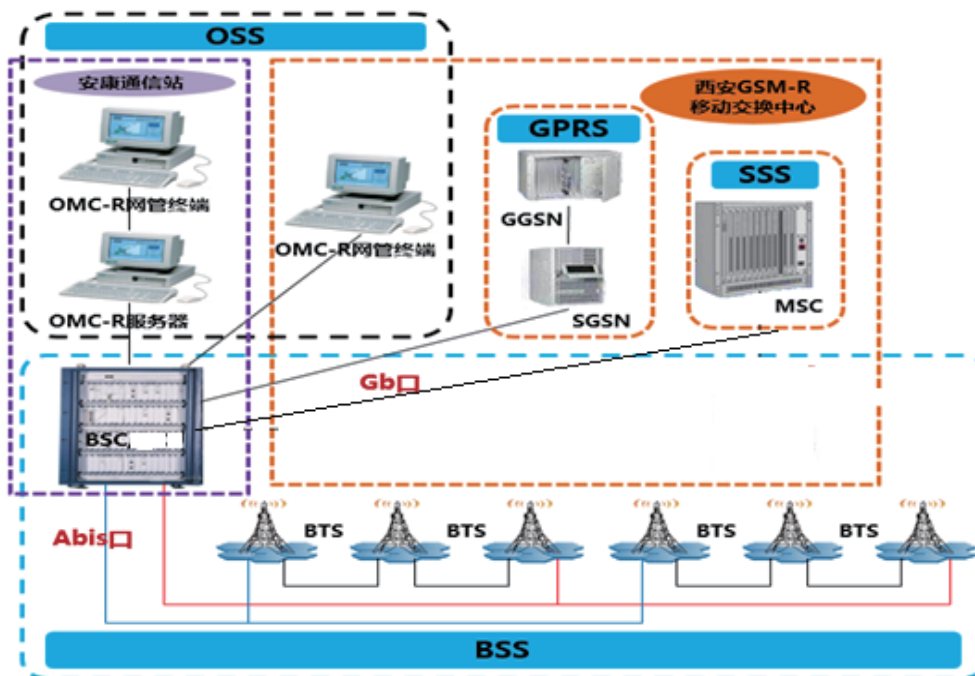 OSS
安康通信站
西安GSM-R
移动交换中心
GPRS
SSS
OMC-R网管终端
GGSN
OMC-R网管终端
OMC-R服务器
SGSN
MSC
Gb口
BSC
Abis口
BTS
BTS
BTS
BTS
BSS